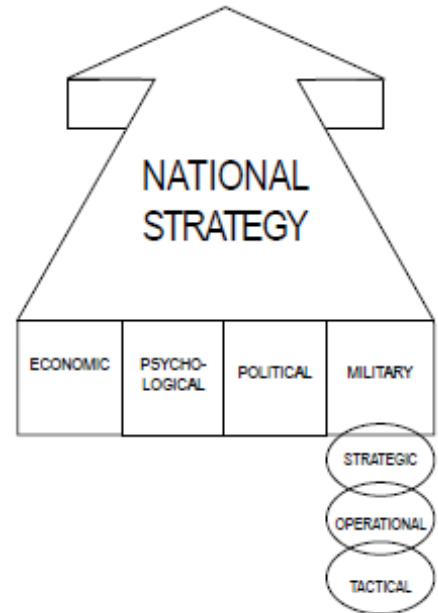 NATIONAL
STRATEGY
ECONOMIC
PSYCHO-
LOGICAL
POLITICAL
MILITARY
STRATEGIC
OPERATIONAL
TACTICAL